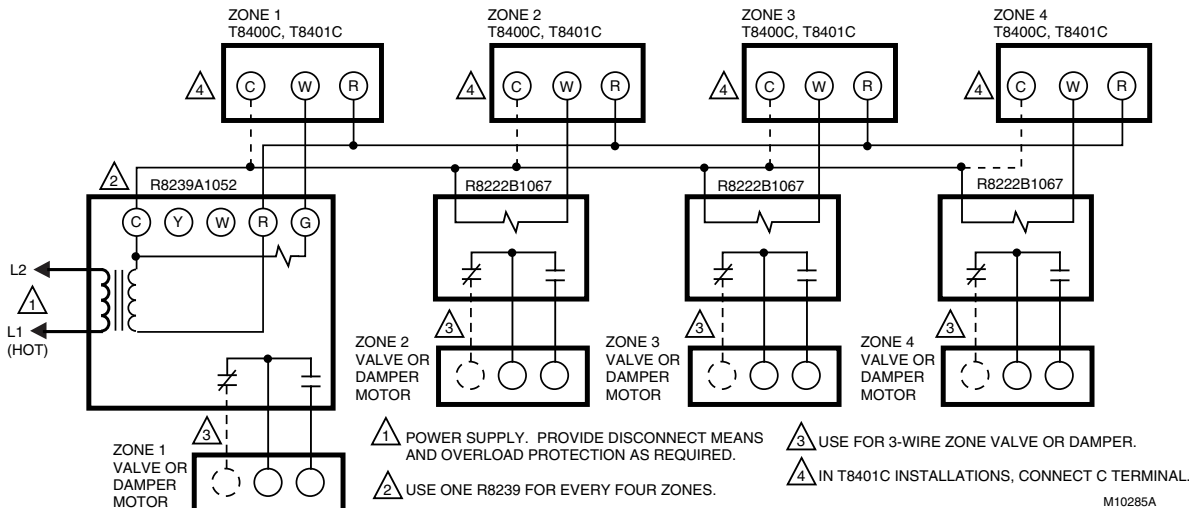 ZONE 1
T8400C, T8401C
ZONE 2
T8400C, T8401C
ZONE 3
T8400C, T8401C
ZONE 4
T8400C, T8401C
4
C W R
4
C W R
4
C W R
4
C W R
2
R8239A1052
R8222B1067
R8222B1067
R8222B1067
C Y W R G
L2
1
L1
(HOT)
3
3
3
ZONE 2
VALVE OR
DAMPER
MOTOR
ZONE 3
VALVE OR
DAMPER
MOTOR
ZONE 4
VALVE OR
DAMPER
MOTOR
3
ZONE 1
VALVE OR
DAMPER
MOTOR
1 POWER SUPPLY. PROVIDE DISCONNECT MEANS
AND OVERLOAD PROTECTION AS REQUIRED.
2 USE ONE R8239 FOR EVERY FOUR ZONES.
3 USE FOR 3-WIRE ZONE VALVE OR DAMPER.
4 IN T8401C INSTALLATIONS, CONNECT C TERMINAL.
M10285A